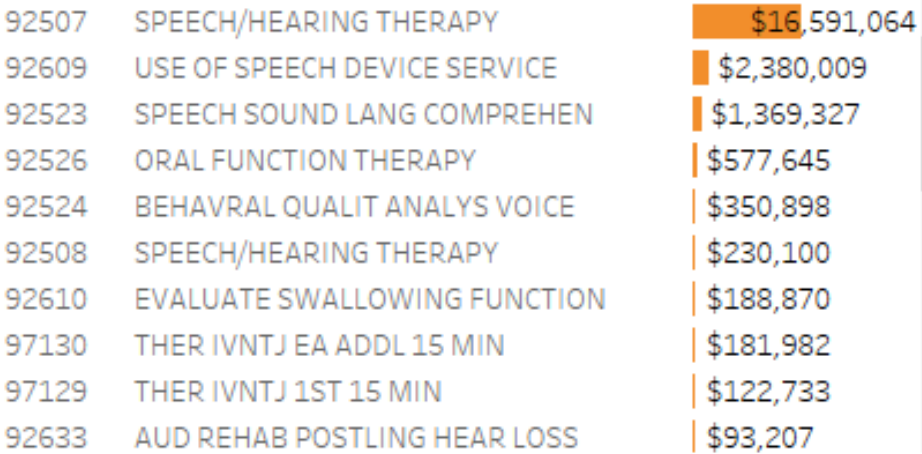 92507 SPEECH/HEARING THERAPY $16,591,064
92609 USE OF SPEECH DEVICE SERVICE $2,380,009
92523 SPEECH SOUND LANG COMPREHEN $1,369,327
92526 ORAL FUNCTION THERAPY $577,645
92524 BEHAVRAL QUALIT ANALYS VOICE $350,898
92508 SPEECH/HEARING THERAPY $230,100
92610 EVALUATE SWALLOWING FUNCTION $188,870
97130 THER IVNTJ EA ADDL 15 MIN $181,982
97129 THER IVNTJ 1ST 15 MIN $122,733
92633 AUD REHAB POSTLING HEAR LOSS $93,207